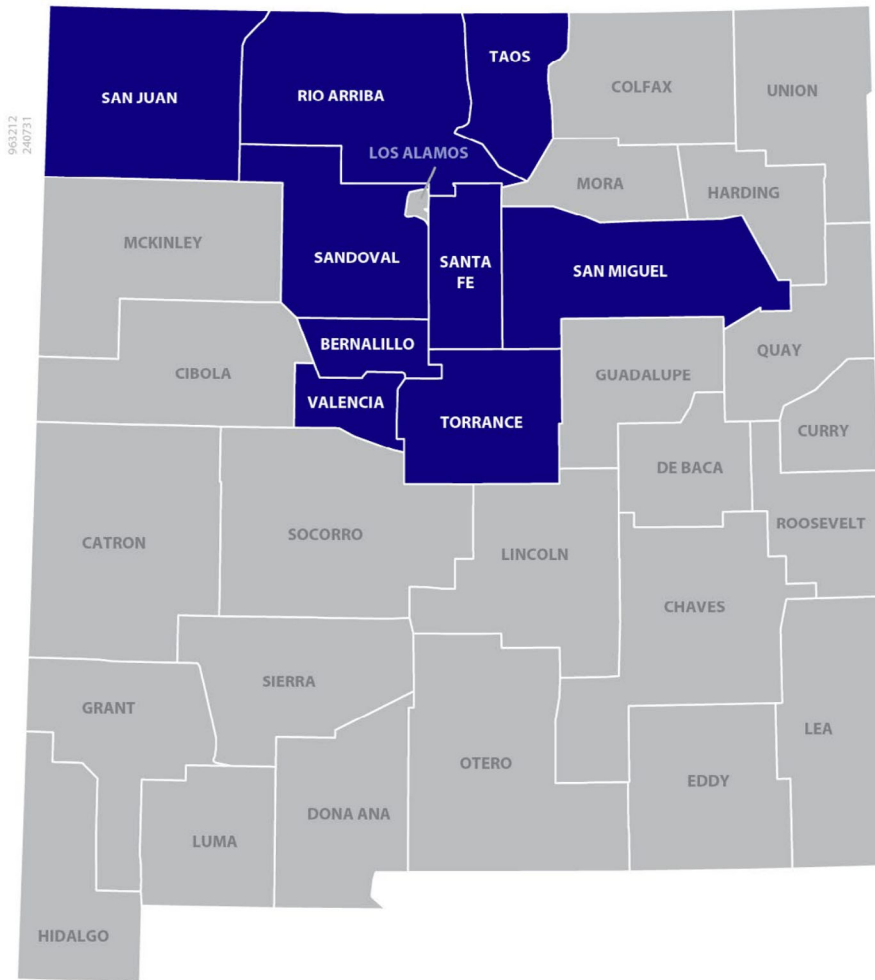 TAOS
COLFAX
UNION
SAN JUAN
RIO ARRIBA
963212
240731
LOS ALAMOS
MORA
HARDING
MCKINLEY
SANDOVAL
SANTA
FE
SAN MIGUEL
BERNALILLO
QUAY
CIBOLA
GUADALUPE
VALENCIA
TORRANCE
CURRY
DE BACA
ROOSEVELT
CATRON
SOCORRO
LINCOLN
CHAVES
SIERRA
GRANT
LEA
OTERO
EDDY
DONA ANA
LUMA
HIDALGO